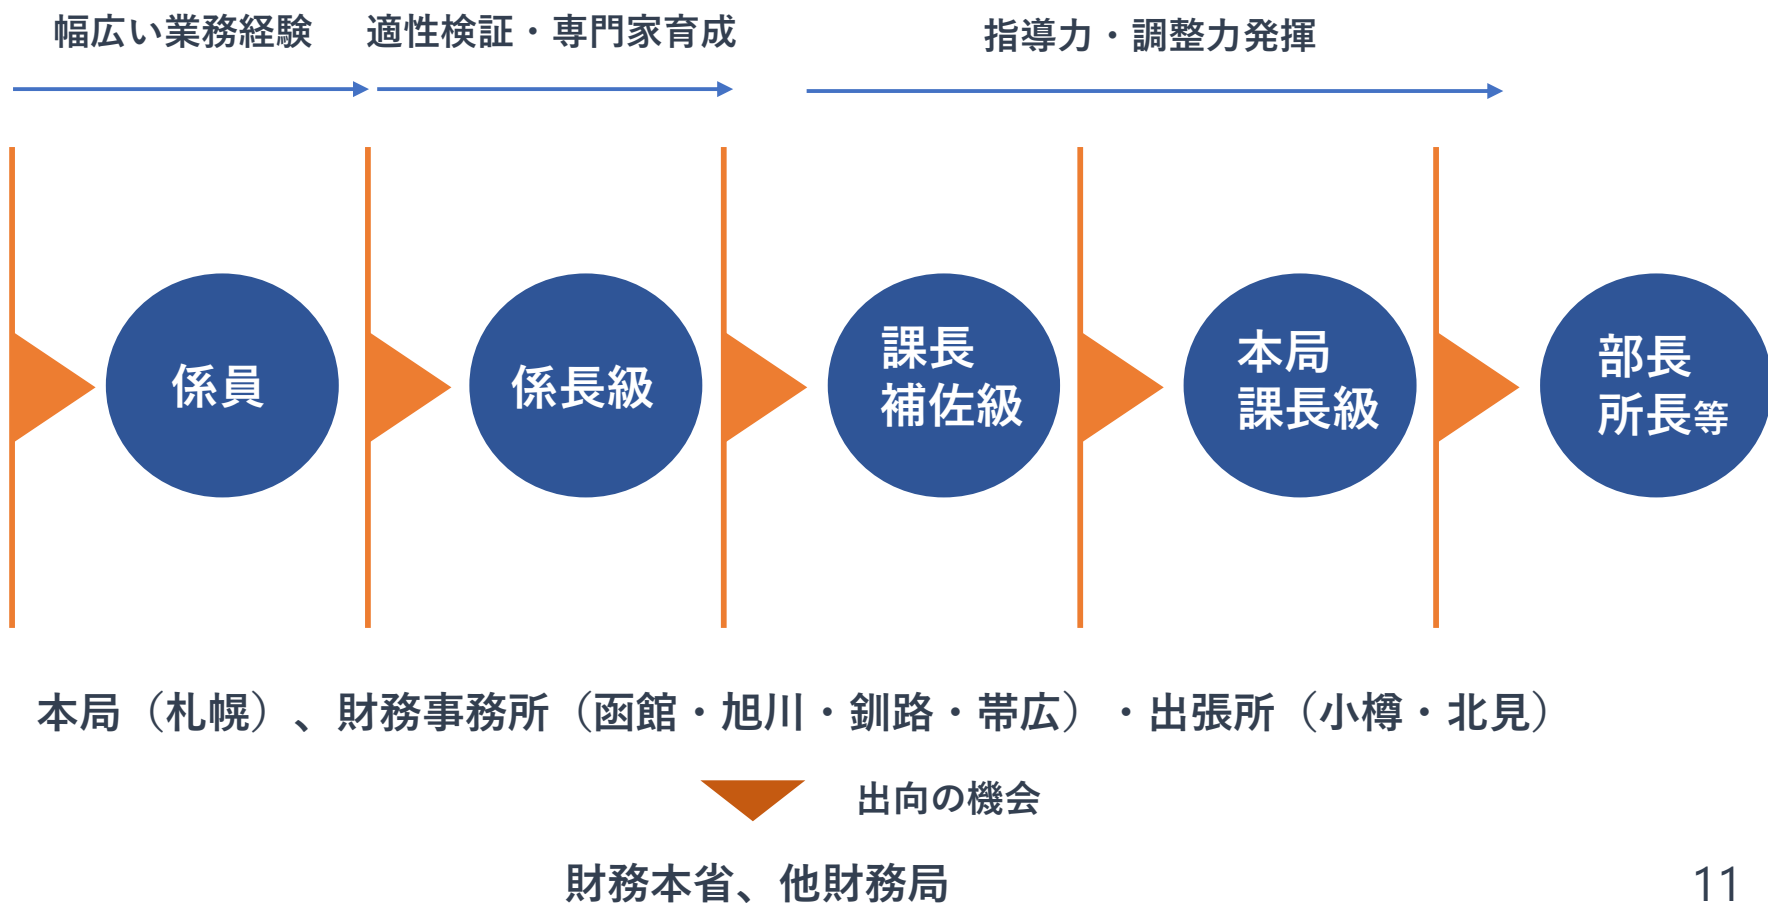 幅広い業務経験
適性検証・専門家育成
指導力・調整力発揮
係員
係長級
課長
補佐級
本局
課長級
部長
所長等
本局（札幌）、財務事務所（函館・旭川・釧路・帯広）・出張所（小樽・北見）
出向の機会
財務本省、他財務局
11